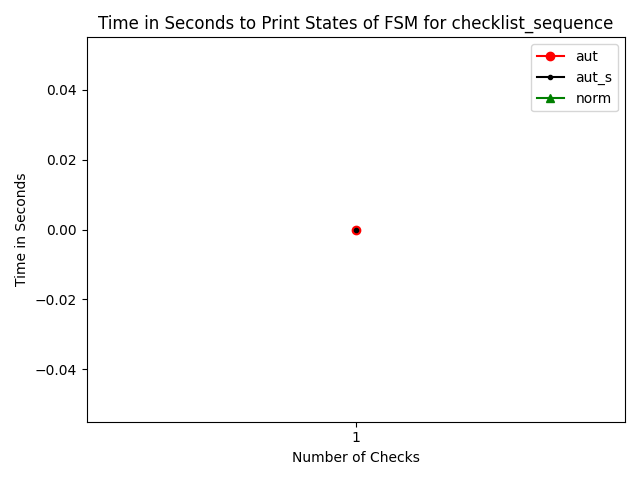 Time in Seconds to Print States of FSM for checklist_sequence
aut
aut_s
norm
0.04
0.02
0.00
−0.02
−0.04
Time in Seconds
1
Number of Checks